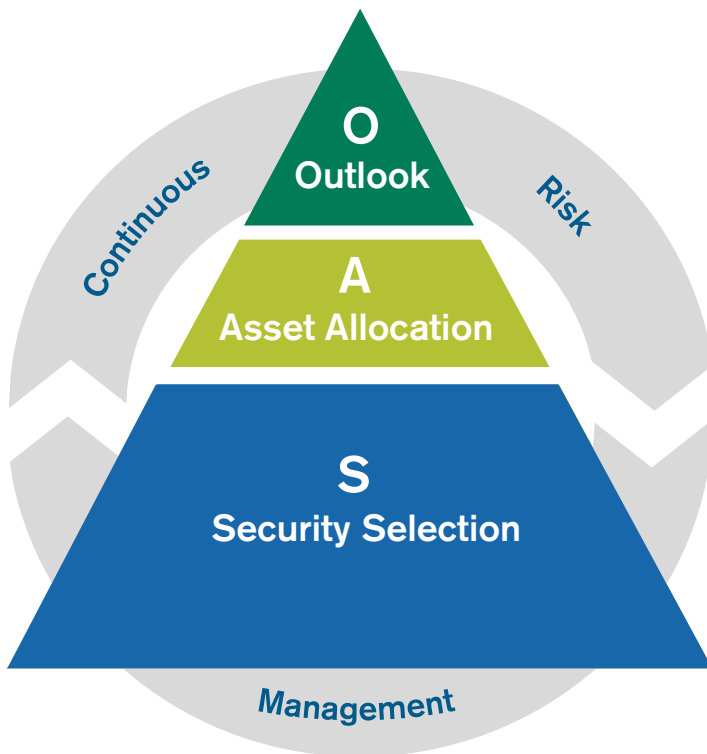 O
Outlook
Continuous
Risk
A
Asset Allocation
S
Security Selection
Management